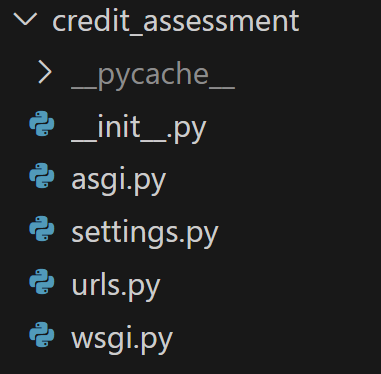 credit_assessment
__pycache__
__init__.py
asgi.py
settings.py
urls.py
wsgi.py